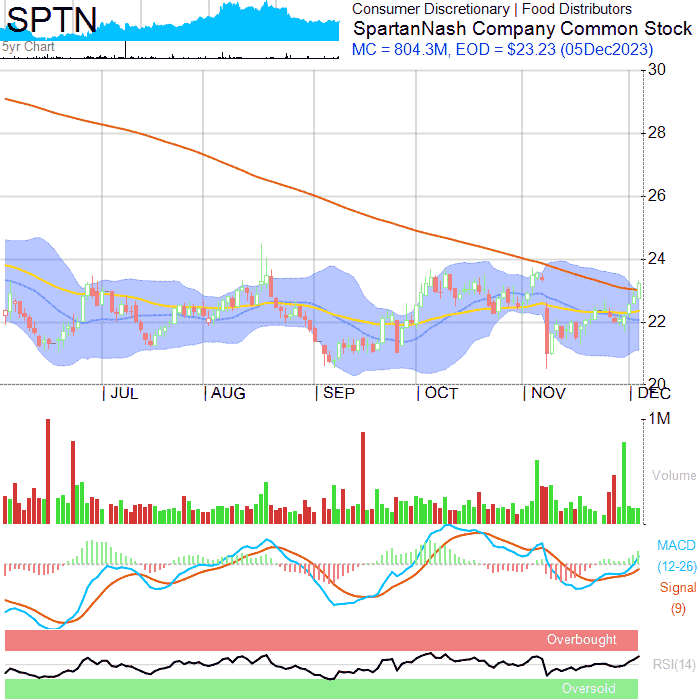 SPTN
5yr Chart
Consumer Discretionary | Food Distributors
SpartanNash Company Common Stock
MC = 804.3M, EOD = $23.23 (05Dec2023)
30
28
26
24
22
20
JUL AUG SEP OCT NOV DEC
1M
Volume
MACD
(12-26)
Signal
(9)
Overbought
RSI(14)
Oversold